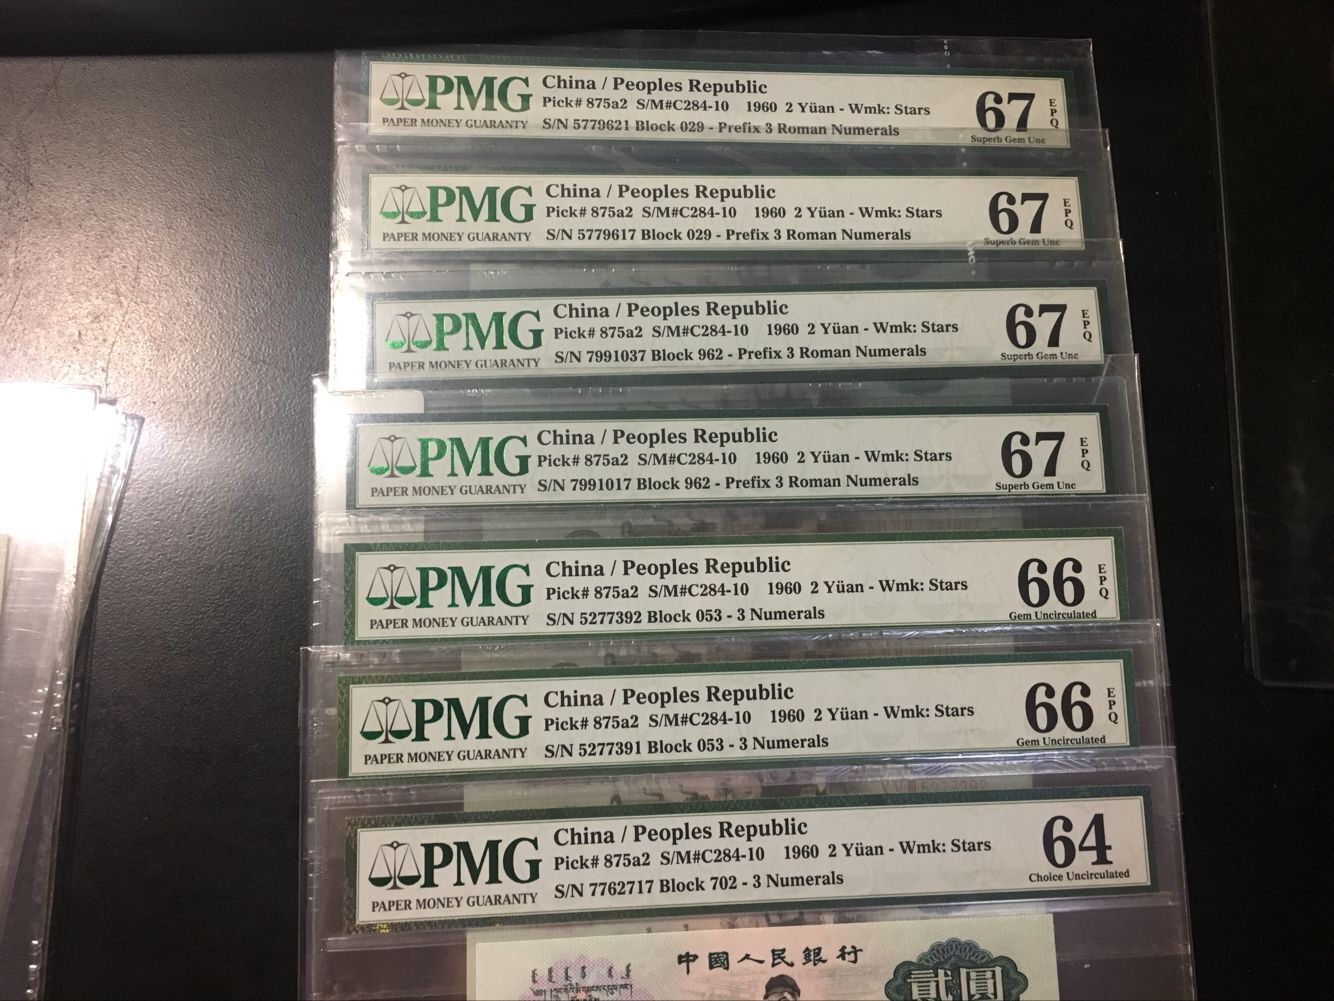 PMG
PAPER MONEY GUARANTY
China / Peoples Republic
Pick# 875a2 S/M#C284-10 1960 2 Yüan - Wmk: Stars
S/N 5779621 Block 029 - Prefix 3 Roman Numerals
67 EPQ
Superb Gem Unc
PMG
PAPER MONEY GUARANTY
China / Peoples Republic
Pick# 875a2 S/M#C284-10 1960 2 Yüan - Wmk: Stars
S/N 5779617 Block 029 - Prefix 3 Roman Numerals
67 EPQ
Superb Gem Unc
PMG
PAPER MONEY GUARANTY
China / Peoples Republic
Pick# 875a2 S/M#C284-10 1960 2 Yüan - Wmk: Stars
S/N 7991037 Block 962 - Prefix 3 Roman Numerals
67 EPQ
Superb Gem Unc
PMG
PAPER MONEY GUARANTY
China / Peoples Republic
Pick# 875a2 S/M#C284-10 1960 2 Yüan - Wmk: Stars
S/N 7991017 Block 962 - Prefix 3 Roman Numerals
67 EPQ
Superb Gem Unc
PMG
PAPER MONEY GUARANTY
China / Peoples Republic
Pick# 875a2 S/M#C284-10 1960 2 Yüan - Wmk: Stars
S/N 5277392 Block 053 - 3 Numerals
66 EPQ
Gem Uncirculated
PMG
PAPER MONEY GUARANTY
China / Peoples Republic
Pick# 875a2 S/M#C284-10 1960 2 Yüan - Wmk: Stars
S/N 5277391 Block 053 - 3 Numerals
66 EPQ
Gem Uncirculated
PMG
PAPER MONEY GUARANTY
China / Peoples Republic
Pick# 875a2 S/M#C284-10 1960 2 Yüan - Wmk: Stars
S/N 7762717 Block 702 - 3 Numerals
64
Choice Uncirculated
中國人民銀行
貳圓